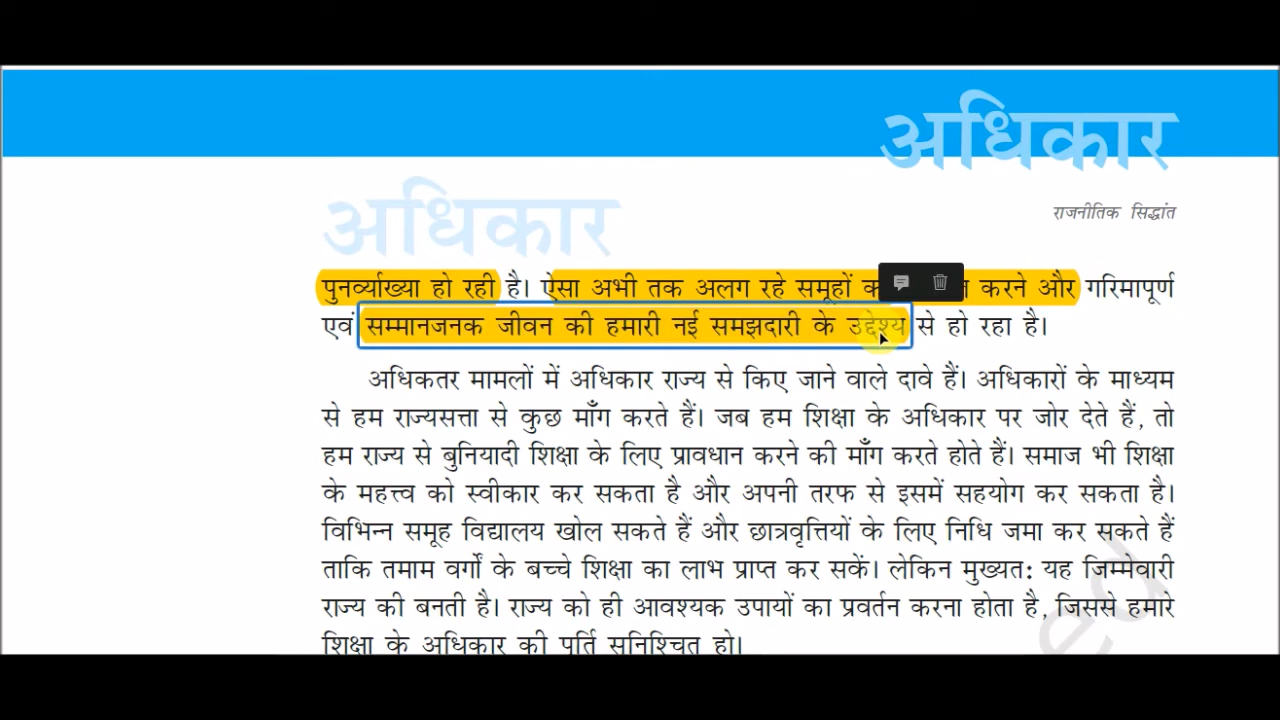 अधिकार
अधिकार
राजनीतिक सिद्धांत
पुनर्व्याख्या हो रही है। ऐसा अभी तक अलग रहे समूहों करने और गरिमापूर्ण
एवं सम्मानजनक जीवन की हमारी नई समझदारी के उद्देश्य से हो रहा है।
अधिकतर मामलों में अधिकार राज्य से किए जाने वाले दावे हैं। अधिकारों के माध्यम
से हम राज्यसत्ता से कुछ माँग करते हैं। जब हम शिक्षा के अधिकार पर जोर देते हैं, तो
हम राज्य से बुनियादी शिक्षा के लिए प्रावधान करने की माँग करते होते हैं। समाज भी शिक्षा
के महत्त्व को स्वीकार कर सकता है और अपनी तरफ से इसमें सहयोग कर सकता है।
विभिन्न समूह विद्यालय खोल सकते हैं और छात्रवृत्तियों के लिए निधि जमा कर सकते हैं
ताकि तमाम वर्गों के बच्चे शिक्षा का लाभ प्राप्त कर सकें। लेकिन मुख्यत: यह जिम्मेवारी
राज्य की बनती है। राज्य को ही आवश्यक उपायों का प्रवर्तन करना होता है, जिससे हमारे
शिक्षा के अधिकार की पूर्ति सुनिश्चित हो।